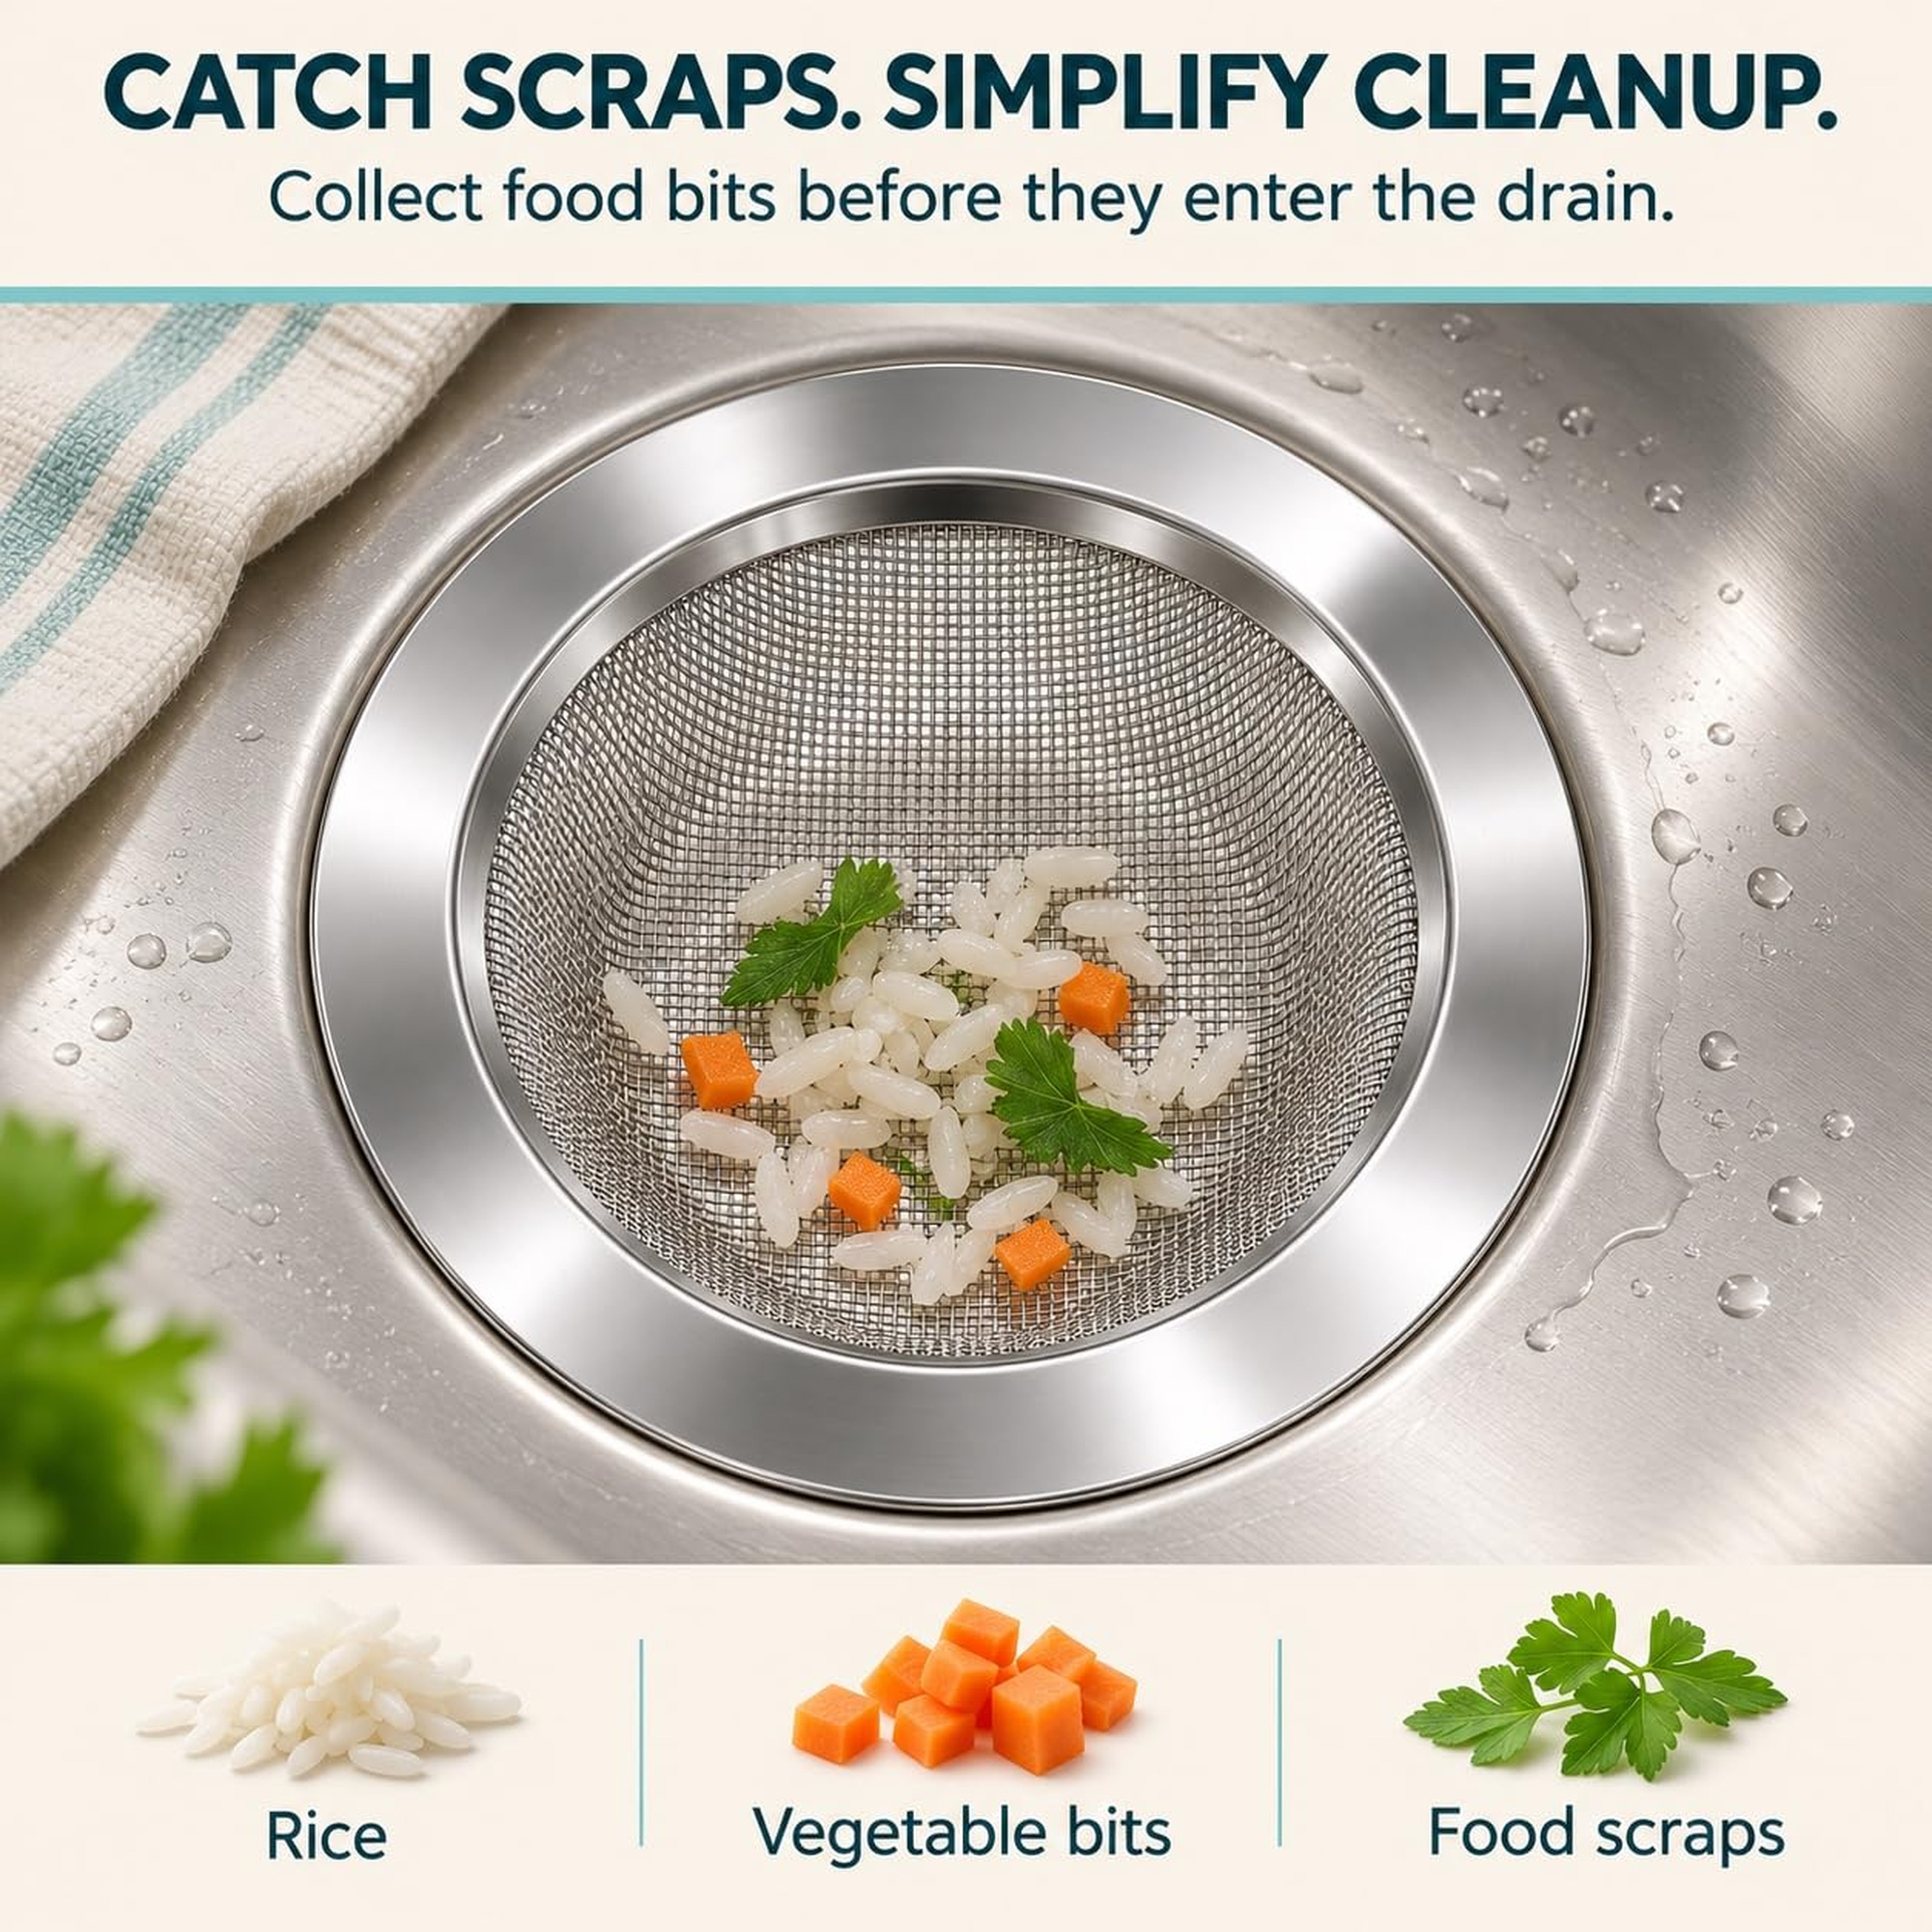 CATCH SCRAPS. SIMPLIFY CLEANUP.
Collect food bits before they enter the drain.
Rice
Vegetable bits
Food scraps